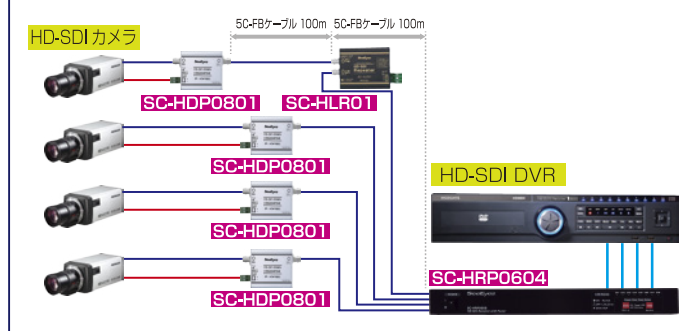 5C-FBケーブル 100m 5C-FBケーブル 100m
HD-SDIカメラ
SC-HDP0801 SC-HLR01
SC-HDP0801
SC-HDP0801
HD-SDI DVR
SC-HRP0604
SC-HDP0801